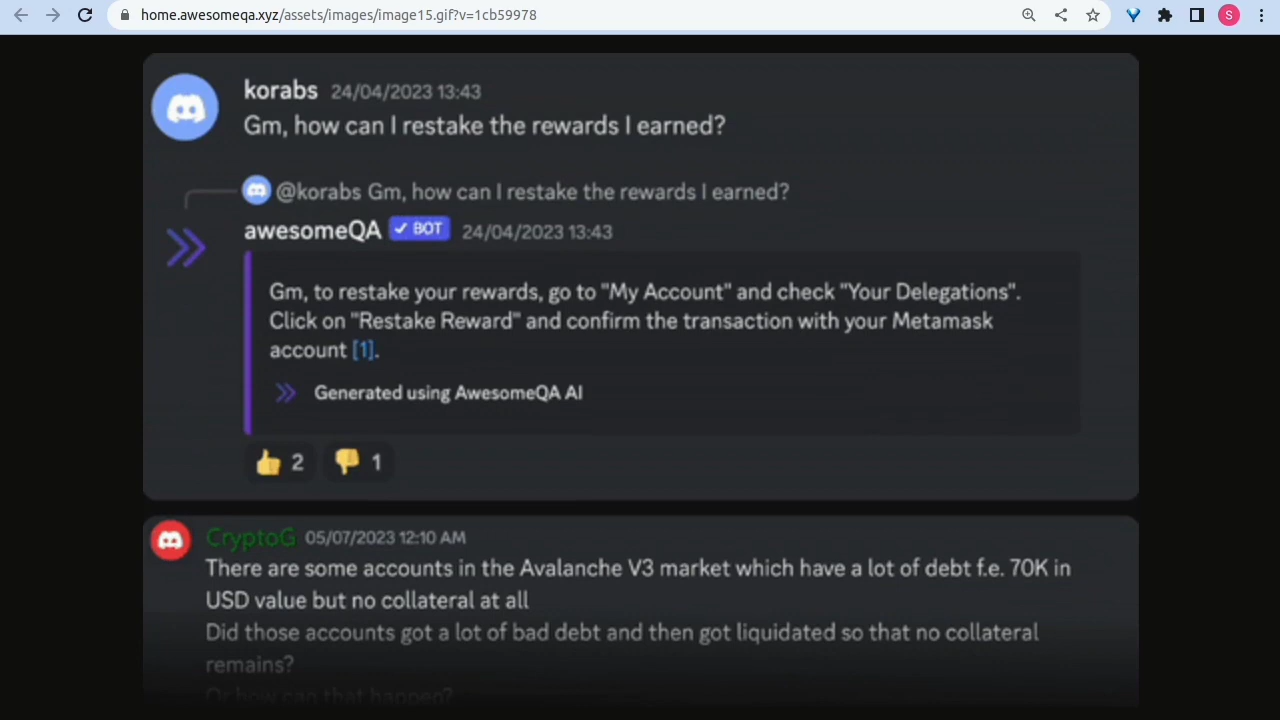 home.awesomeqa.xyz/assets/images/image15.gif?v=1cb59978
S
korabs 24/04/2023 13:43
Gm, how can I restake the rewards I earned?
@korabs Gm, how can I restake the rewards I earned?
awesomeQA ✓ BOT 24/04/2023 13:43
Gm, to restake your rewards, go to "My Account" and check "Your Delegations".
Click on "Restake Reward" and confirm the transaction with your Metamask
account [1].
Generated using AwesomeQA AI
👍 2 👎 1
CryptoG 05/07/2023 12:10 AM
There are some accounts in the Avalanche V3 market which have a lot of debt f.e. 70K in
USD value but no collateral at all
Did those accounts got a lot of bad debt and then got liquidated so that no collateral
remains?
Or how can that happen?